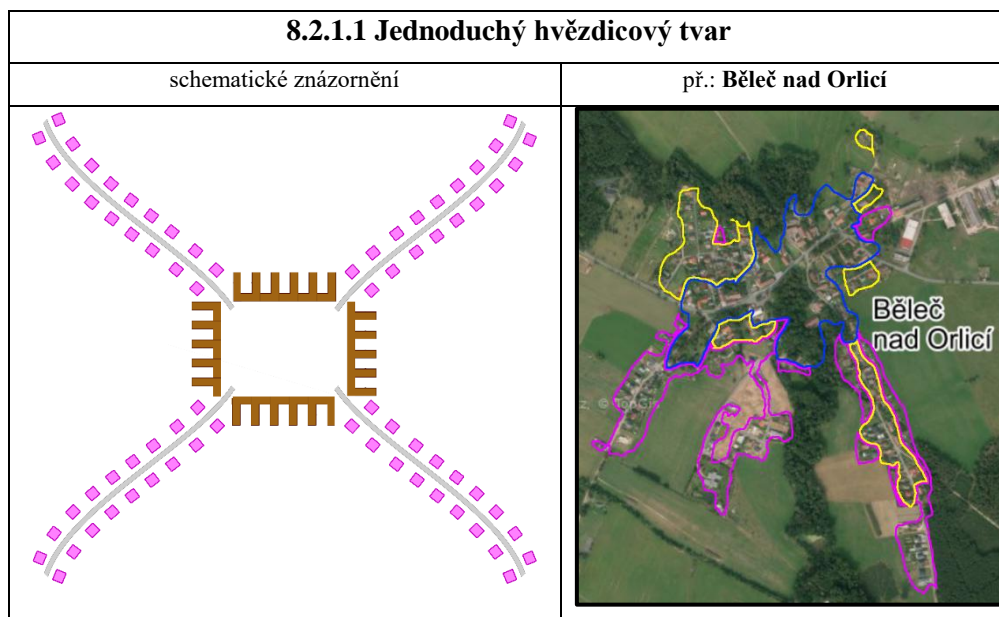 8.2.1.1 Jednoduchý hvězdicový tvar
schematické znázornění
př.: Běleč nad Orlicí
Běleč
nad Orlicí